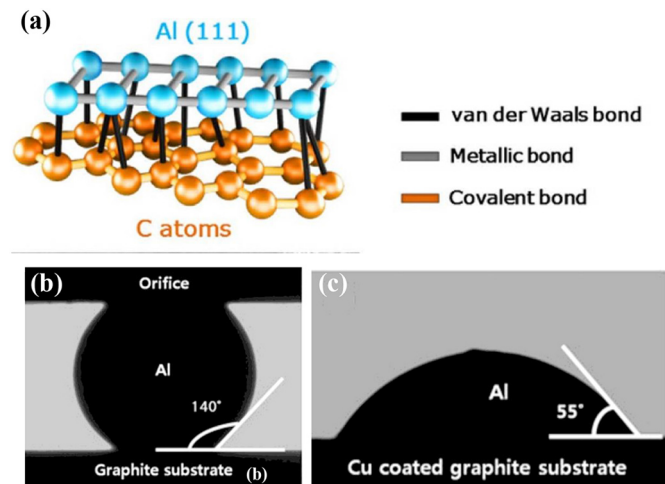 (a)
Al (111)
van der Waals bond
Metallic bond
Covalent bond
C atoms
(b)
Orifice
Al
140°
Graphite substrate
(b)
(c)
Al
55°
Cu coated graphite substrate